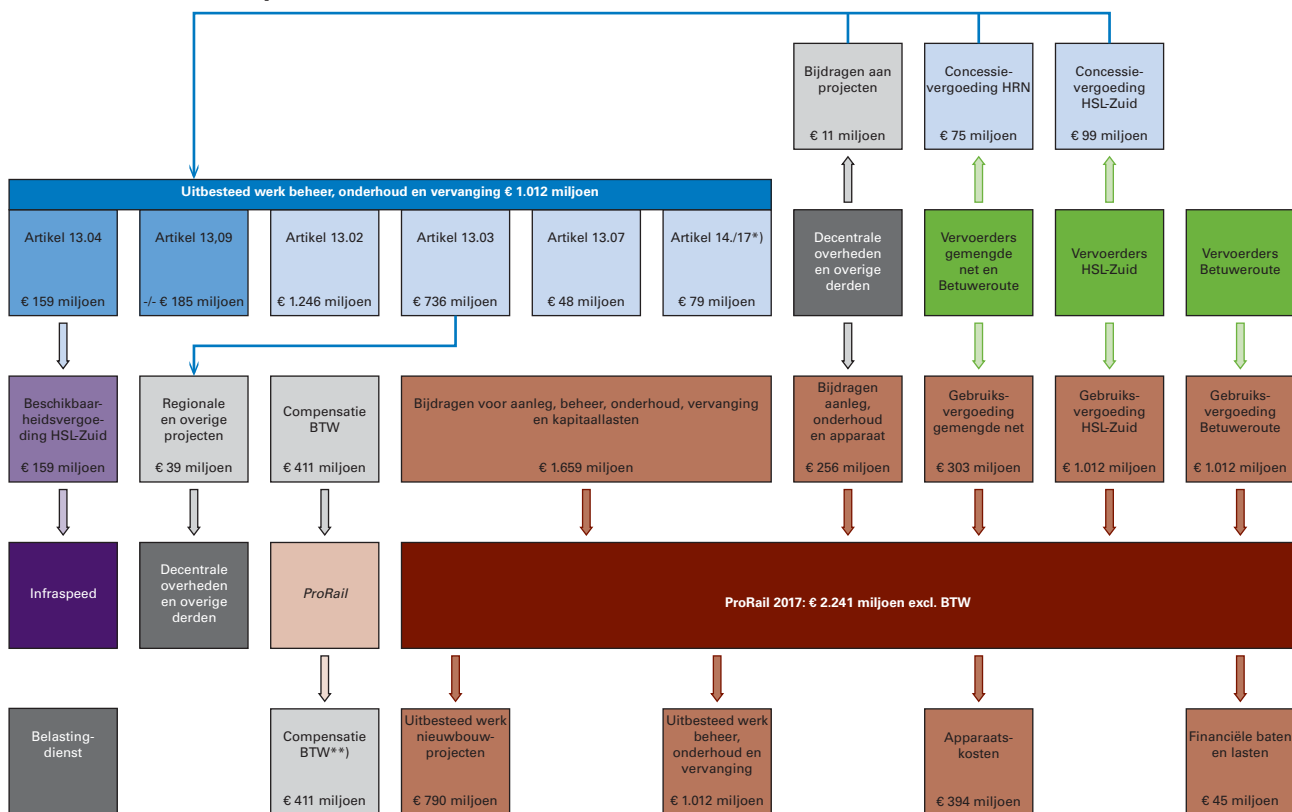 Bijdragen aan
projecten
€ 11 miljoen
Concessie-
vergoeding HRN
€ 75 miljoen
Concessie-
vergoeding
HSL-Zuid
€ 99 miljoen
Uitbesteed werk beheer, onderhoud en vervanging € 1.012 miljoen
Artikel 13.04
€ 159 miljoen
Artikel 13,09
-/- € 185 miljoen
Artikel 13.02
€ 1.246 miljoen
Artikel 13.03
€ 736 miljoen
Artikel 13.07
€ 48 miljoen
Artikel 14./17*)
€ 79 miljoen
Decentrale
overheden
en overige
derden
Vervoerders
gemengde
net en
Betuweroute
Vervoerders
HSL-Zuid
Vervoerders
Betuweroute
Beschikbaar-
heidsvergoe-
ding HSL-Zuid
€ 159 miljoen
Regionale
en overige
projecten
€ 39 miljoen
Compensatie
BTW
€ 411 miljoen
Bijdragen voor aanleg, beheer, onderhoud, vervanging
en kapitaallasten
€ 1.659 miljoen
Bijdragen
aanleg,
onderhoud
en apparaat
€ 256 miljoen
Gebruiks-
vergoeding
gemengde net
€ 303 miljoen
Gebruiks-
vergoeding
HSL-Zuid
€ 1.012 miljoen
Gebruiks-
vergoeding
Betuweroute
€ 1.012 miljoen
Infraspeed
Decentrale
overheden
en overige
derden
ProRail
ProRail 2017: € 2.241 miljoen excl. BTW
Belasting-
dienst
Compensatie
BTW**)
€ 411 miljoen
Uitbesteed werk
nieuwbouw-
projecten
€ 790 miljoen
Uitbesteed werk
beheer,
onderhoud en
vervanging
€ 1.012 miljoen
Apparaats-
kosten
€ 394 miljoen
Financiële baten
en lasten
€ 45 miljoen